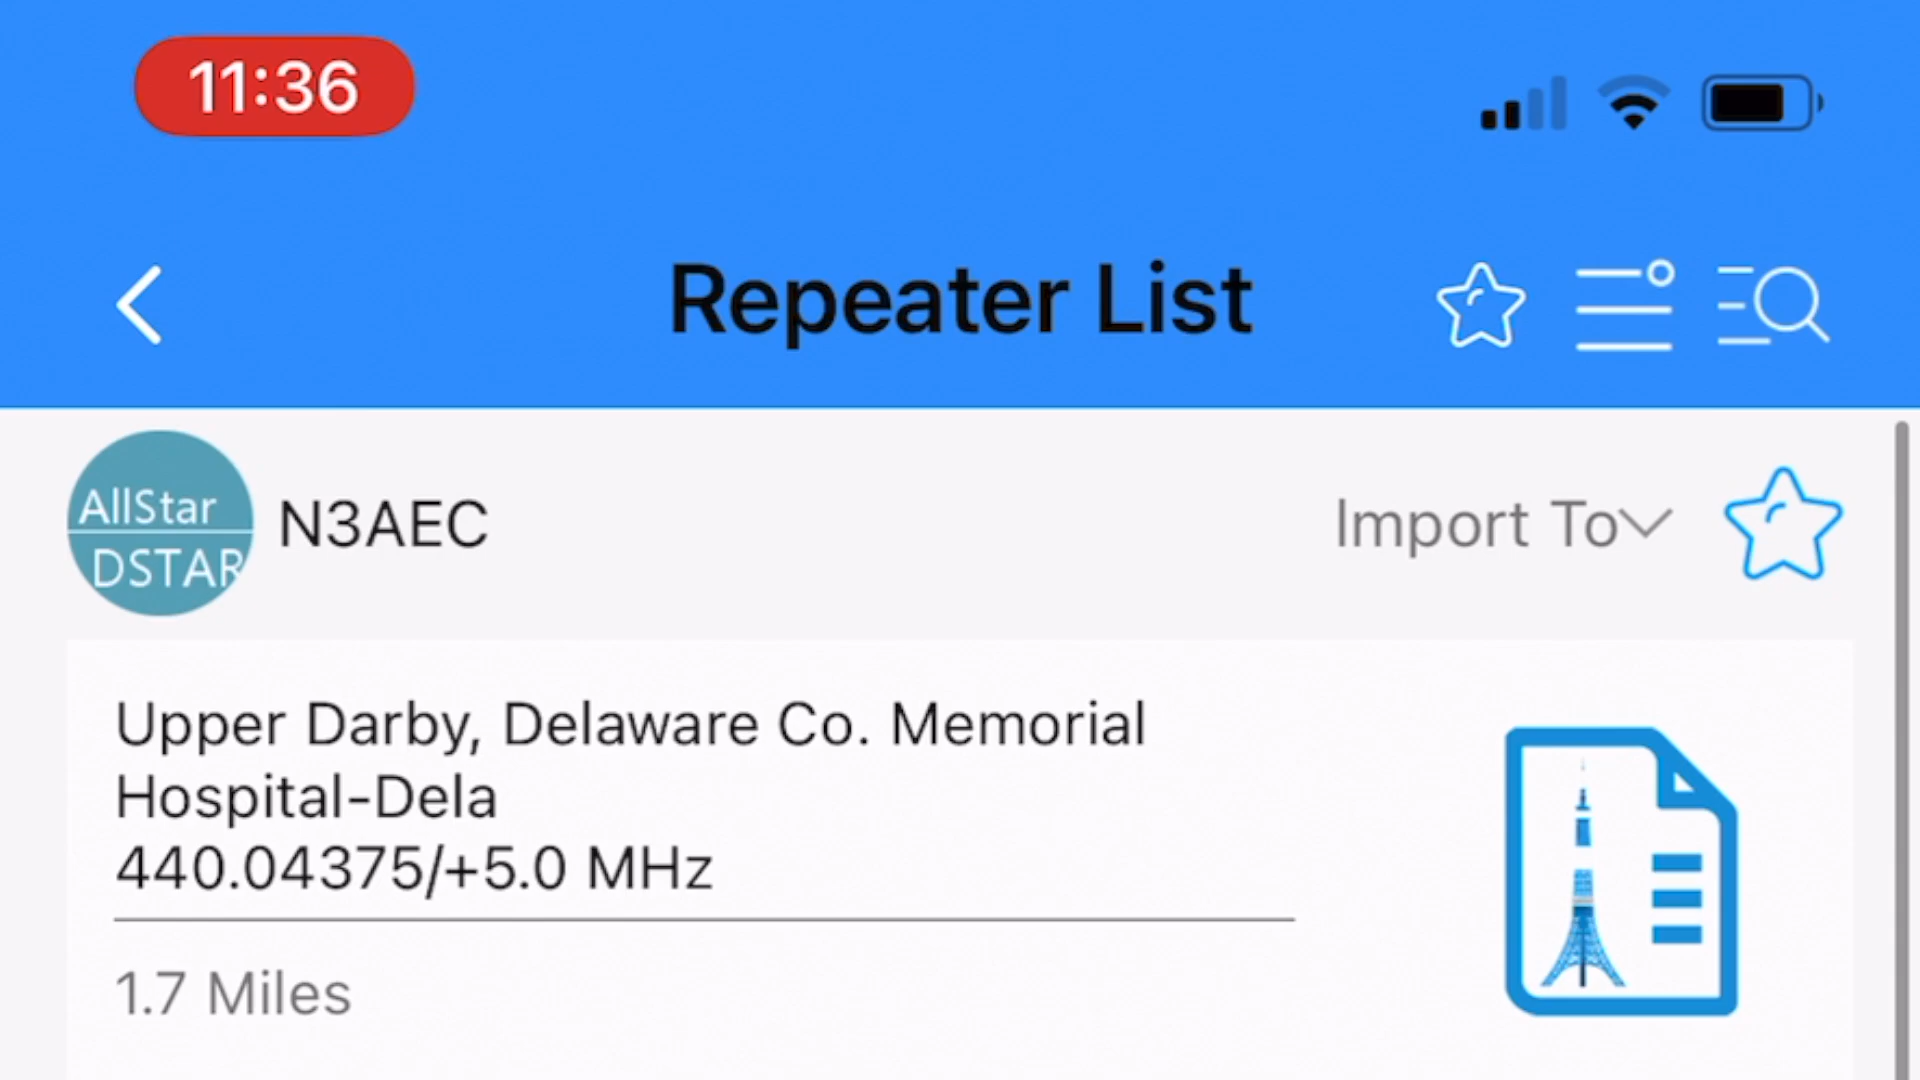 11:36
Repeater List
AllStar
DSTAR
N3AEC
Import To
Upper Darby, Delaware Co. Memorial
Hospital-Dela
440.04375/+5.0 MHz
1.7 Miles